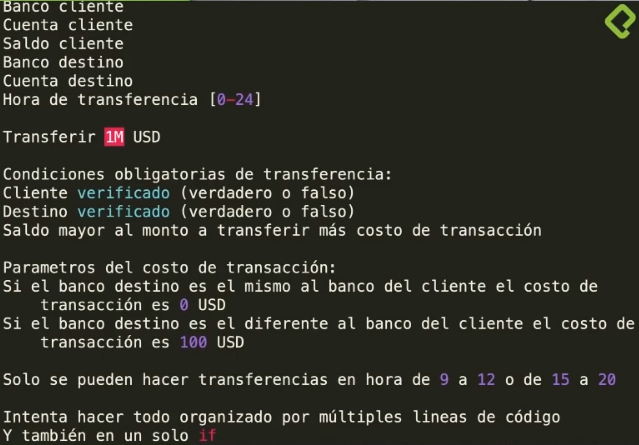 Banco cliente
Cuenta cliente
Saldo cliente
Banco destino
Cuenta destino
Hora de transferencia [0-24]
Transferir 1M USD
Condiciones obligatorias de transferencia:
Cliente verificado (verdadero o falso)
Destino verificado (verdadero o falso)
Saldo mayor al monto a transferir más costo de transacción
Parametros del costo de transacción:
Si el banco destino es el mismo al banco del cliente el costo de
transacción es 0 USD
Si el banco destino es el diferente al banco del cliente el costo de
transacción es 100 USD
Solo se pueden hacer transferencias en hora de 9 a 12 o de 15 a 20
Intenta hacer todo organizado por múltiples lineas de código
Y también en un solo if